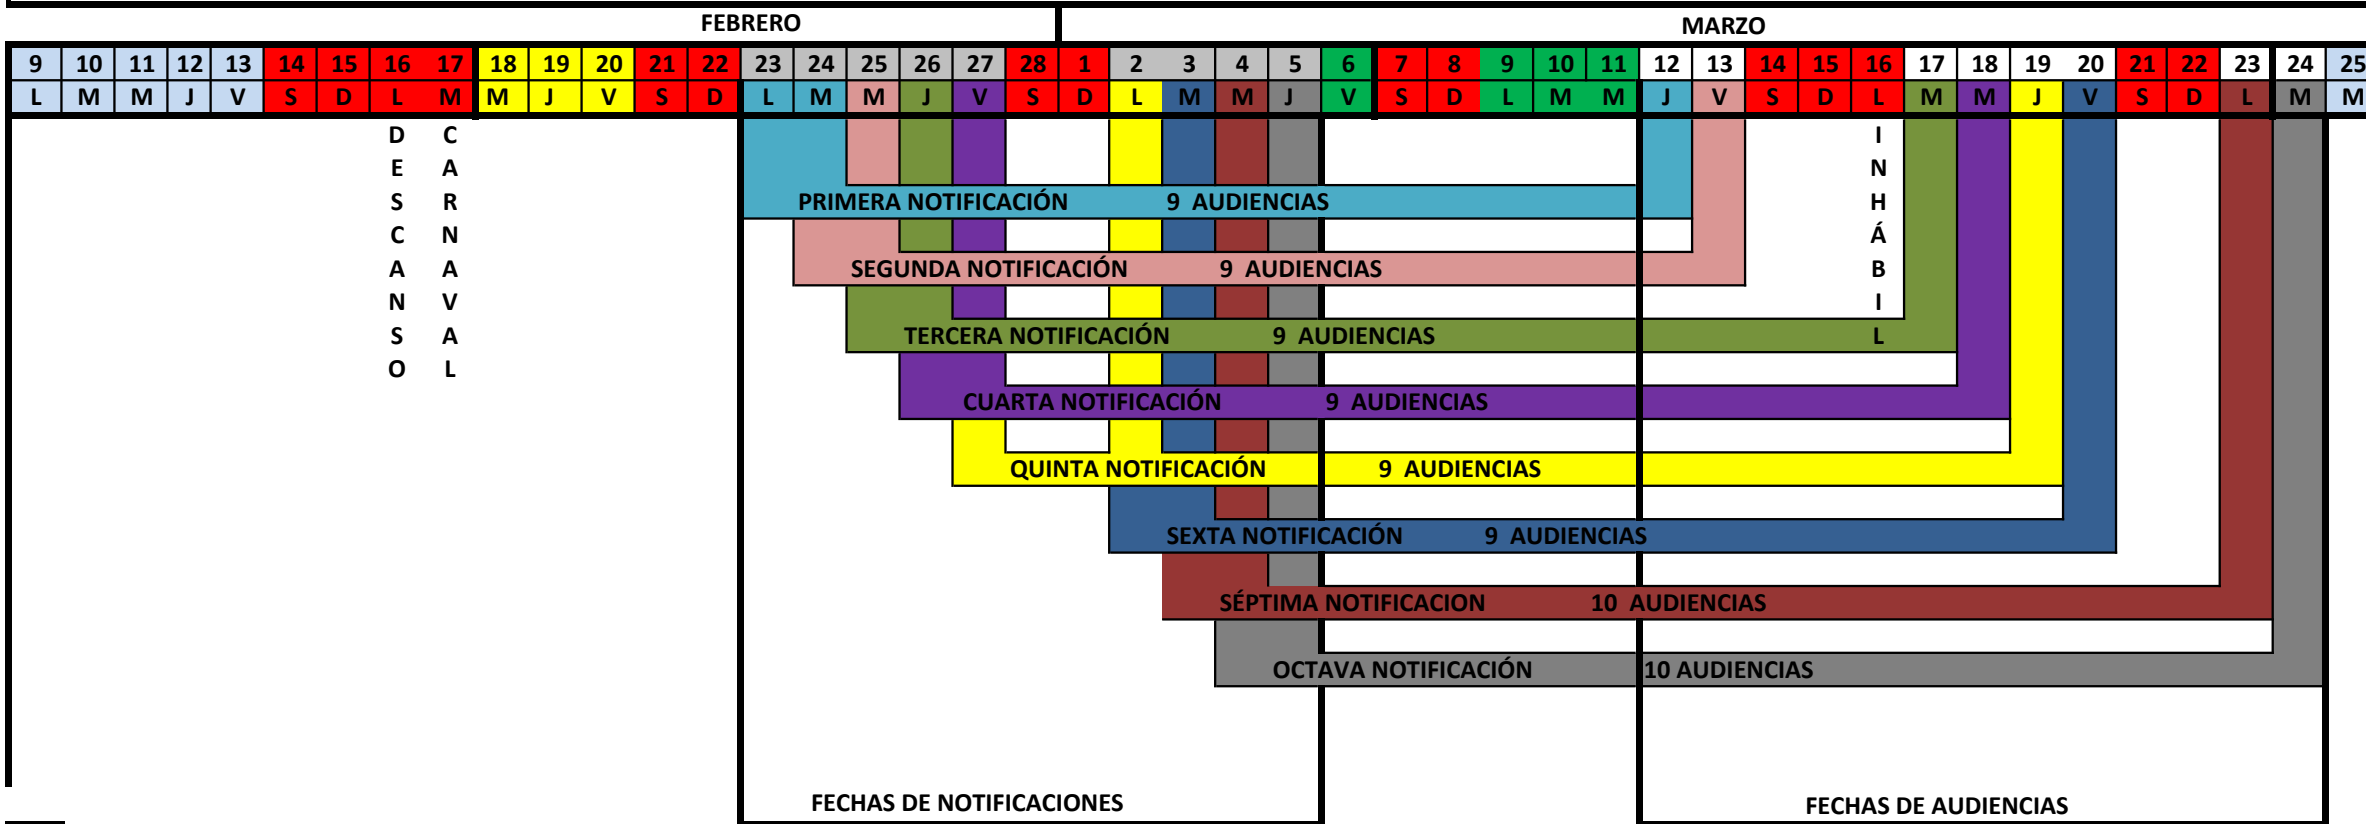 FEBRERO MARZO
9 10 11 12 13 14 15 16 17 18 19 20 21 22 23 24 25 26 27 28 1 2 3 4 5 6 7 8 9 10 11 12 13 14 15 16 17 18 19 20 21 22 23 24 25
L M M J V S D L M M J V S D L M M J V S D L M M J V S D L M M J V S D L M M J V S D L M M
DESCANSO
CARNAVAL
INHÁBIL
PRIMERA NOTIFICACIÓN 9 AUDIENCIAS
SEGUNDA NOTIFICACIÓN 9 AUDIENCIAS
TERCERA NOTIFICACIÓN 9 AUDIENCIAS
CUARTA NOTIFICACIÓN 9 AUDIENCIAS
QUINTA NOTIFICACIÓN 9 AUDIENCIAS
SEXTA NOTIFICACIÓN 9 AUDIENCIAS
SÉPTIMA NOTIFICACION 10 AUDIENCIAS
OCTAVA NOTIFICACIÓN 10 AUDIENCIAS
FECHAS DE NOTIFICACIONES FECHAS DE AUDIENCIAS